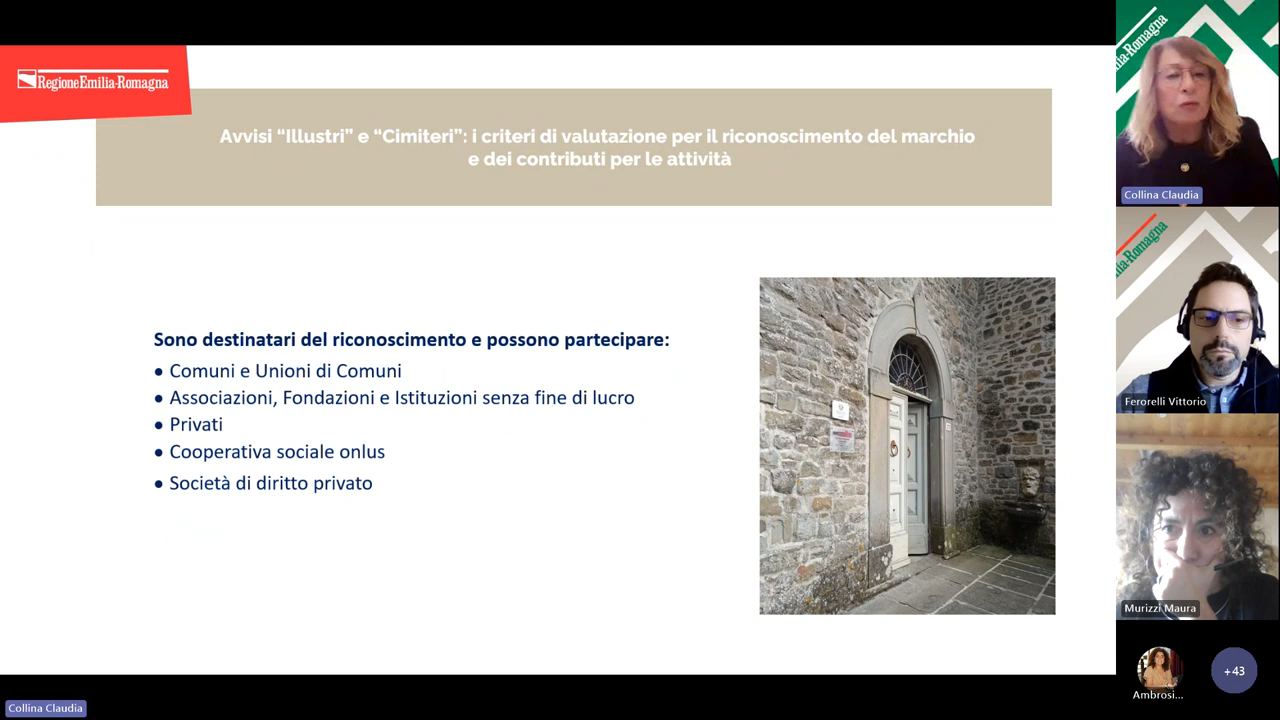 RegioneEmilia-Romagna
Avvisi “Illustri” e “Cimiteri”: i criteri di valutazione per il riconoscimento del marchio
e dei contributi per le attività
Sono destinatari del riconoscimento e possono partecipare:
• Comuni e Unioni di Comuni
• Associazioni, Fondazioni e Istituzioni senza fine di lucro
• Privati
• Cooperativa sociale onlus
• Società di diritto privato
Collina Claudia
Ferorelli Vittorio
Murizzi Maura
Ambrosi...
+43
Collina Claudia